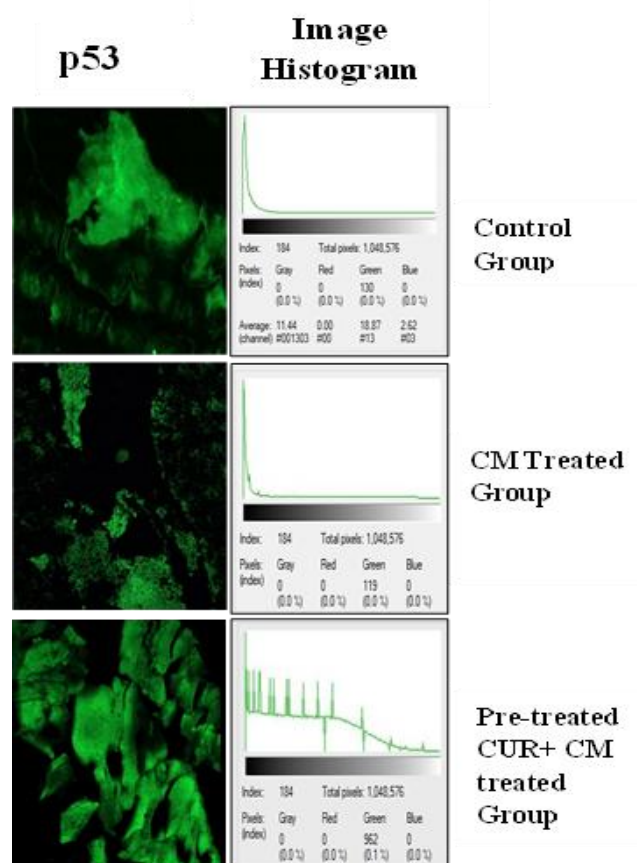 p53
Image
Histogram
Index: 184 Total pixels: 1,048,576
Pixels: Gray Red Green Blue
(index) 0 0 130 0
(0.0 %) (0.0 %) (0.0 %) (0.0 %)
Average: 11.44 0.00 18.87 2.62
(channel) #001303 #00 #13 #03
Control
Group
Index: 184 Total pixels: 1,048,576
Pixels: Gray Red Green Blue
(index) 0 0 119 0
(0.0 %) (0.0 %) (0.0 %) (0.0 %)
CM Treated
Group
Index: 184 Total pixels: 1,048,576
Pixels: Gray Red Green Blue
(index) 0 0 962 0
(0.0 %) (0.0 %) (0.1 %) (0.0 %)
Pre-treated
CUR+ CM
treated
Group